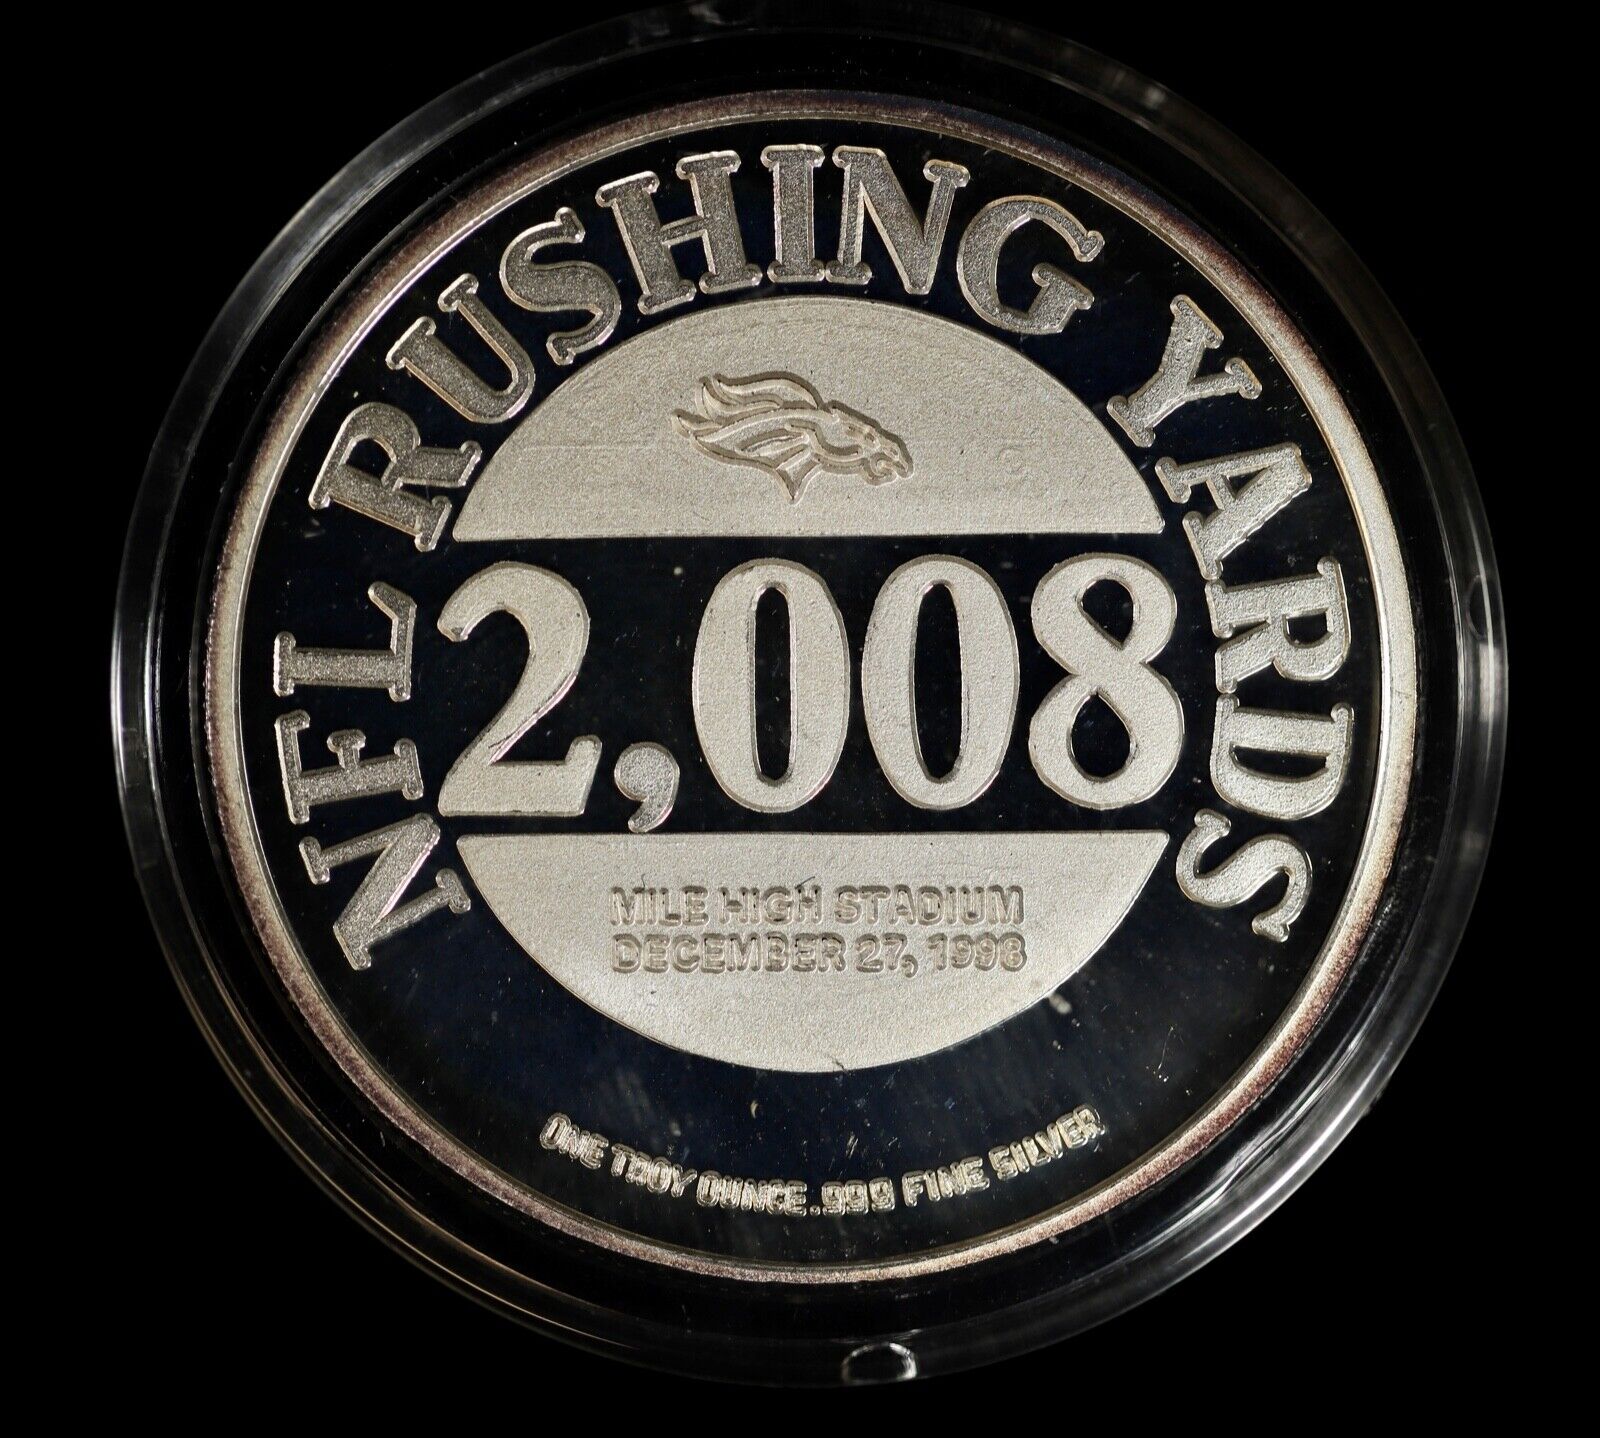 NFL RUSHING YARDS
2,008
MILE HIGH STADIUM
DECEMBER 27, 1998
ONE TROY OUNCE .999 FINE SILVER